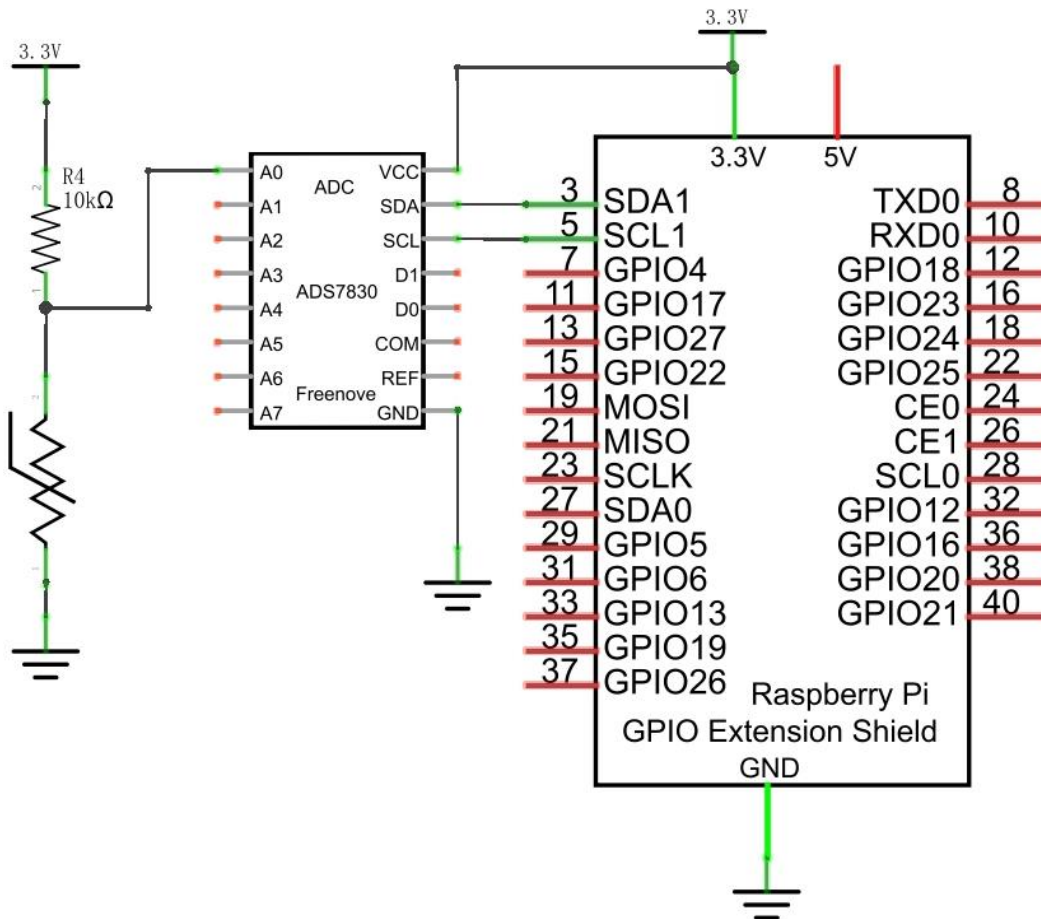 3.3V
3.3V
R4
10kΩ
2
1
2
1
ADC
ADS7830
Freenove
A0
A1
A2
A3
A4
A5
A6
A7
VCC
SDA
SCL
D1
D0
COM
REF
GND
3.3V
5V
3 SDA1
5 SCL1
7 GPIO4
11 GPIO17
13 GPIO27
15 GPIO22
19 MOSI
21 MISO
23 SCLK
27 SDA0
29 GPIO5
31 GPIO6
33 GPIO13
35 GPIO19
37 GPIO26
TXD0 8
RXD0 10
GPIO18 12
GPIO23 16
GPIO24 18
GPIO25 22
CE0 24
CE1 26
SCL0 28
GPIO12 32
GPIO16 36
GPIO20 38
GPIO21 40
Raspberry Pi
GPIO Extension Shield
GND